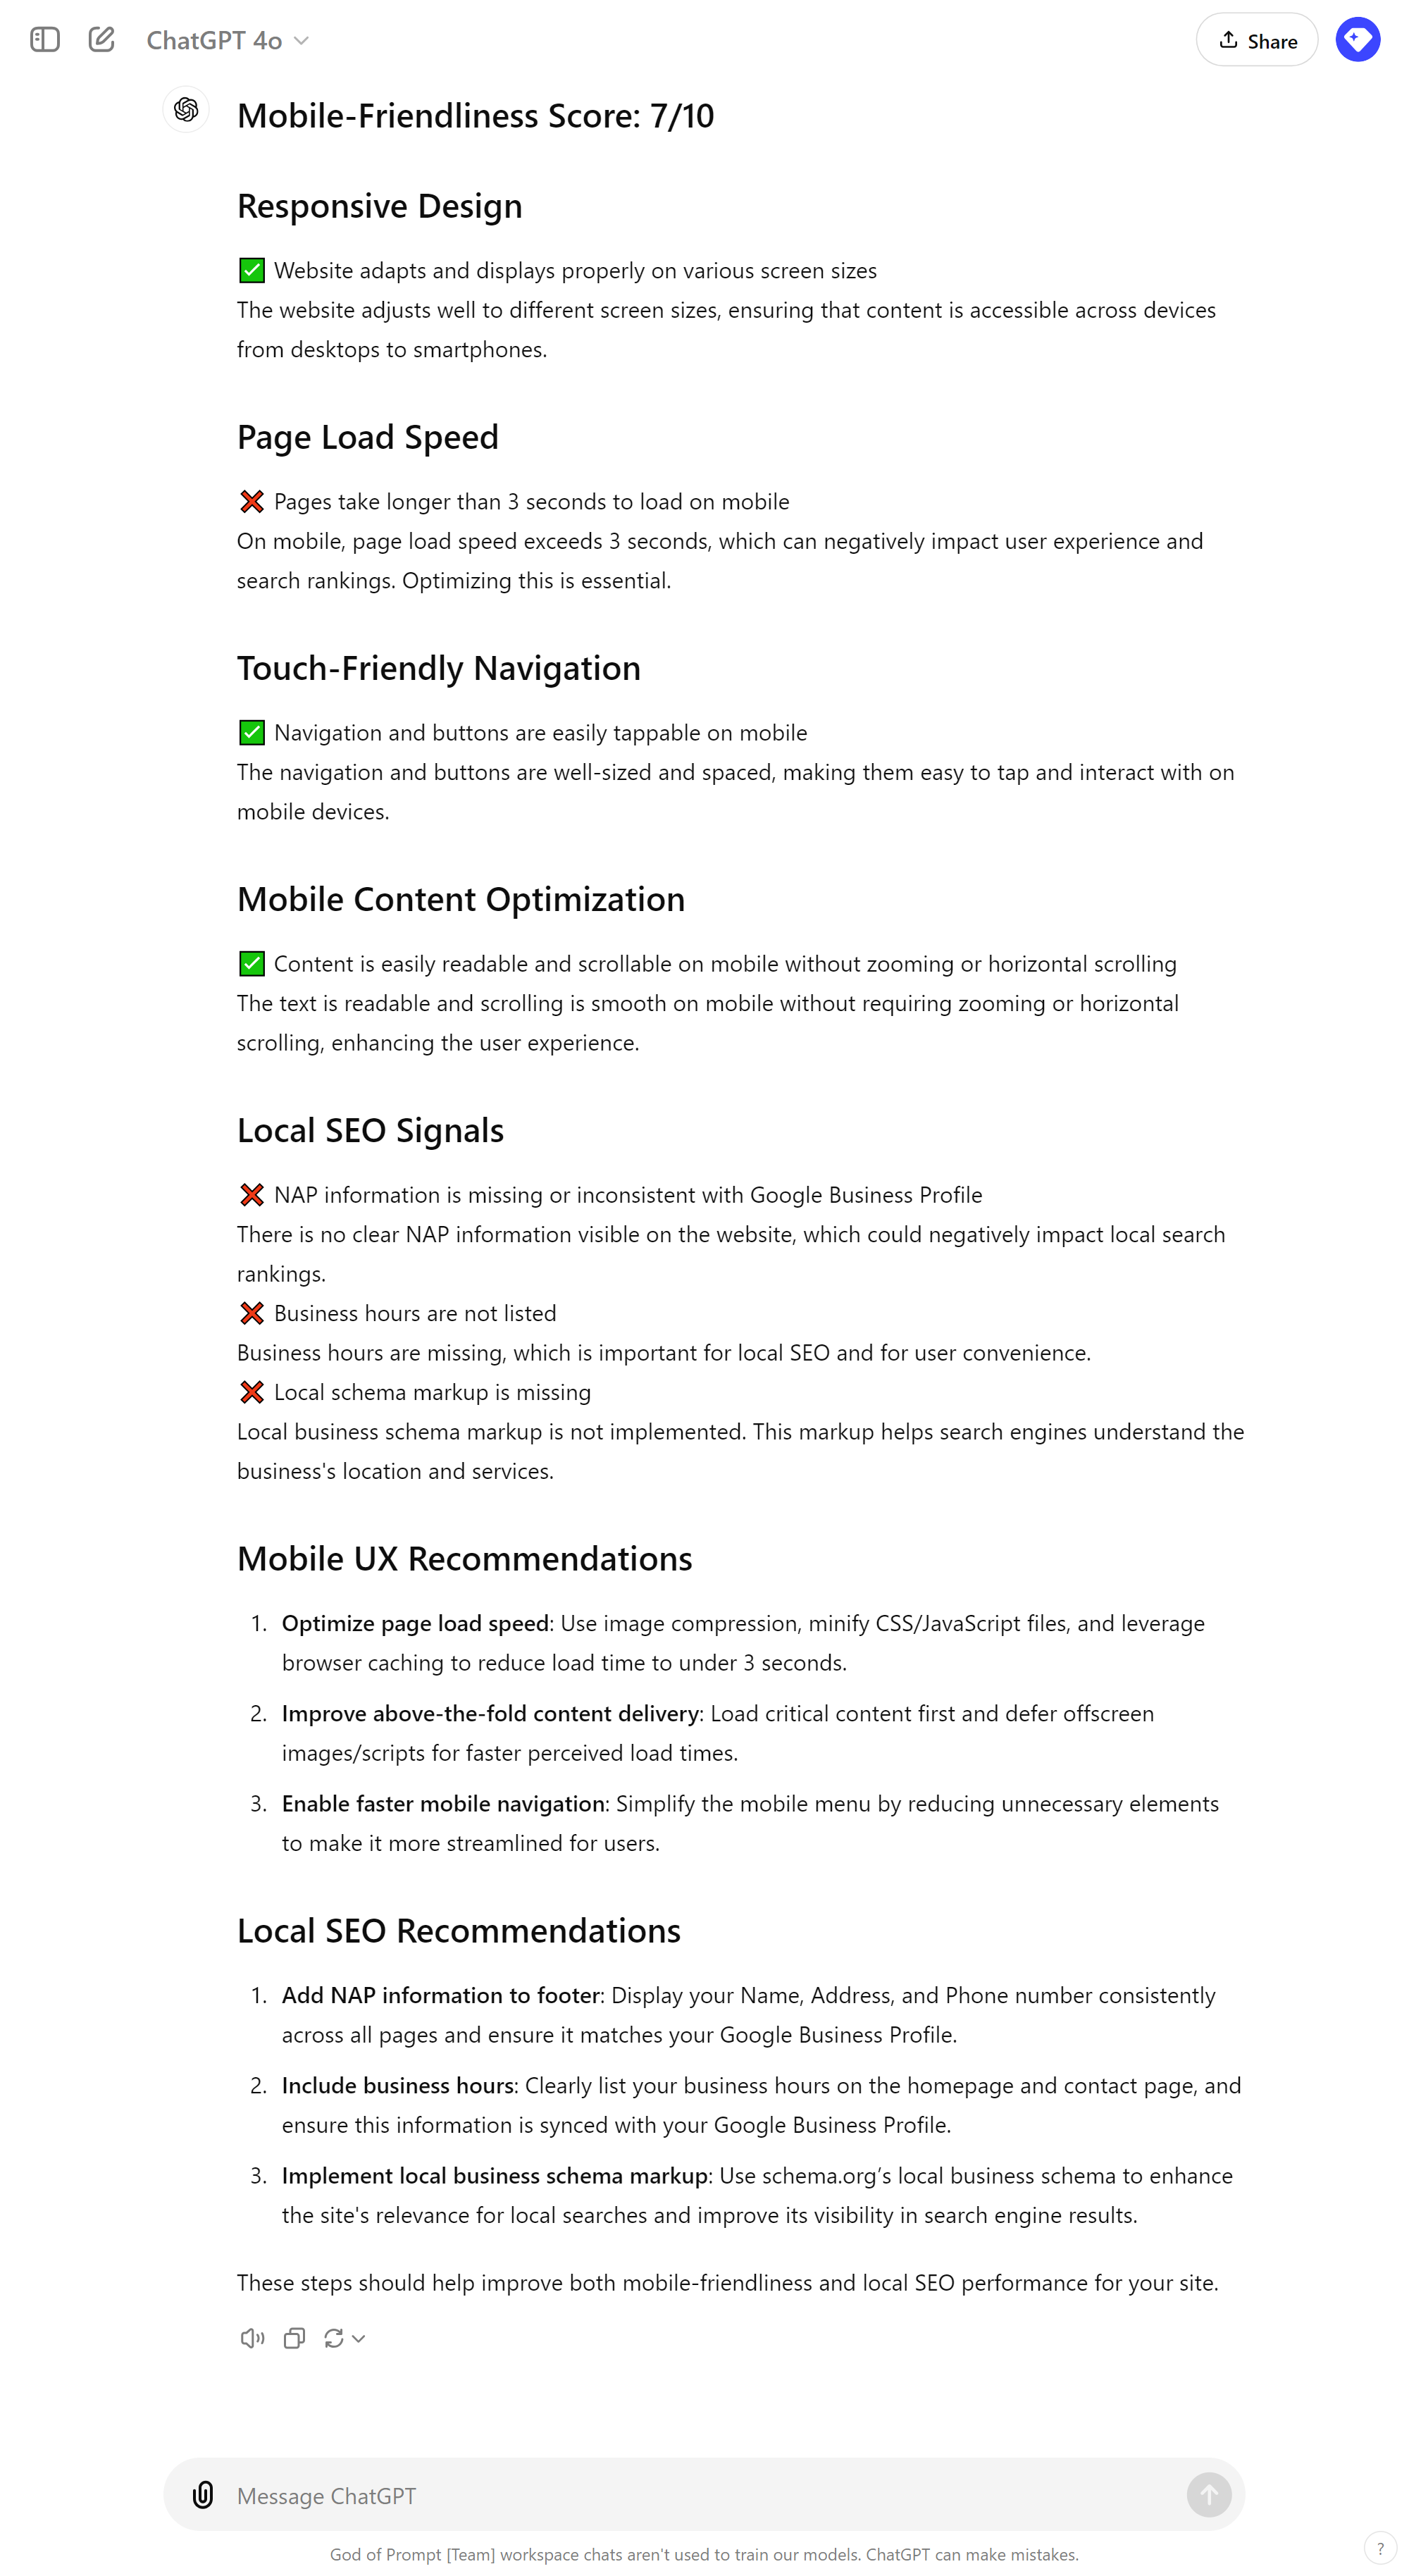 ChatGPT 4o
Share
Mobile-Friendliness Score: 7/10
Responsive Design
✅ Website adapts and displays properly on various screen sizes
The website adjusts well to different screen sizes, ensuring that content is accessible across devices
from desktops to smartphones.
Page Load Speed
❌ Pages take longer than 3 seconds to load on mobile
On mobile, page load speed exceeds 3 seconds, which can negatively impact user experience and
search rankings. Optimizing this is essential.
Touch-Friendly Navigation
✅ Navigation and buttons are easily tappable on mobile
The navigation and buttons are well-sized and spaced, making them easy to tap and interact with on
mobile devices.
Mobile Content Optimization
✅ Content is easily readable and scrollable on mobile without zooming or horizontal scrolling
The text is readable and scrolling is smooth on mobile without requiring zooming or horizontal
scrolling, enhancing the user experience.
Local SEO Signals
❌ NAP information is missing or inconsistent with Google Business Profile
There is no clear NAP information visible on the website, which could negatively impact local search
rankings.
❌ Business hours are not listed
Business hours are missing, which is important for local SEO and for user convenience.
❌ Local schema markup is missing
Local business schema markup is not implemented. This markup helps search engines understand the
business's location and services.
Mobile UX Recommendations
1. Optimize page load speed: Use image compression, minify CSS/JavaScript files, and leverage
browser caching to reduce load time to under 3 seconds.
2. Improve above-the-fold content delivery: Load critical content first and defer offscreen
images/scripts for faster perceived load times.
3. Enable faster mobile navigation: Simplify the mobile menu by reducing unnecessary elements
to make it more streamlined for users.
Local SEO Recommendations
1. Add NAP information to footer: Display your Name, Address, and Phone number consistently
across all pages and ensure it matches your Google Business Profile.
2. Include business hours: Clearly list your business hours on the homepage and contact page, and
ensure this information is synced with your Google Business Profile.
3. Implement local business schema markup: Use schema.org’s local business schema to enhance
the site's relevance for local searches and improve its visibility in search engine results.
These steps should help improve both mobile-friendliness and local SEO performance for your site.
Message ChatGPT
God of Prompt [Team] workspace chats aren't used to train our models. ChatGPT can make mistakes.
?